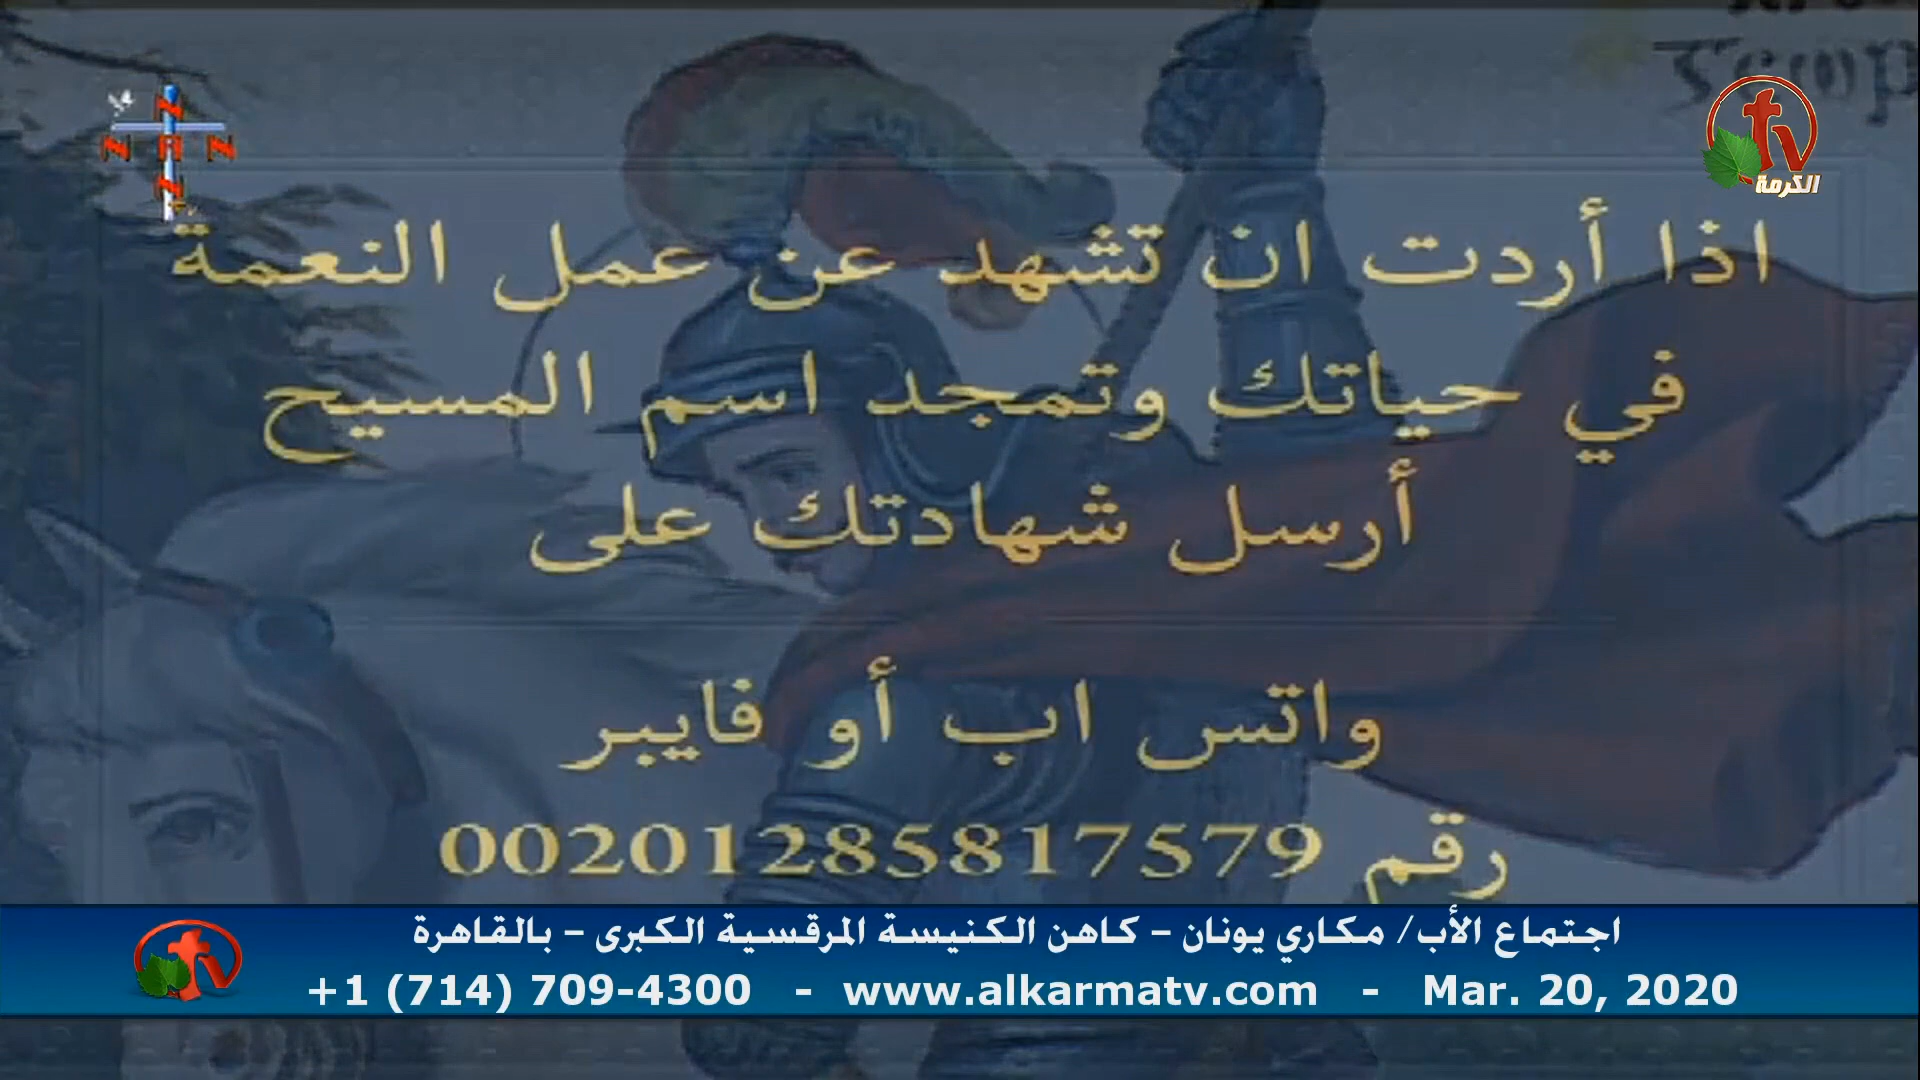 اذا أردت ان تشهد عن عمل النعمة
في حياتك وتمجد اسم المسيح
أرسل شهادتك على
واتس اب أو فايبر
رقم 00201285817579
tv
الكرمة
اجتماع الأب/ مكاري يونان – كاهن الكنيسة المرقسية الكبرى – بالقاهرة
tv
+1 (714) 709-4300 - www.alkarmatv.com - Mar. 20, 2020